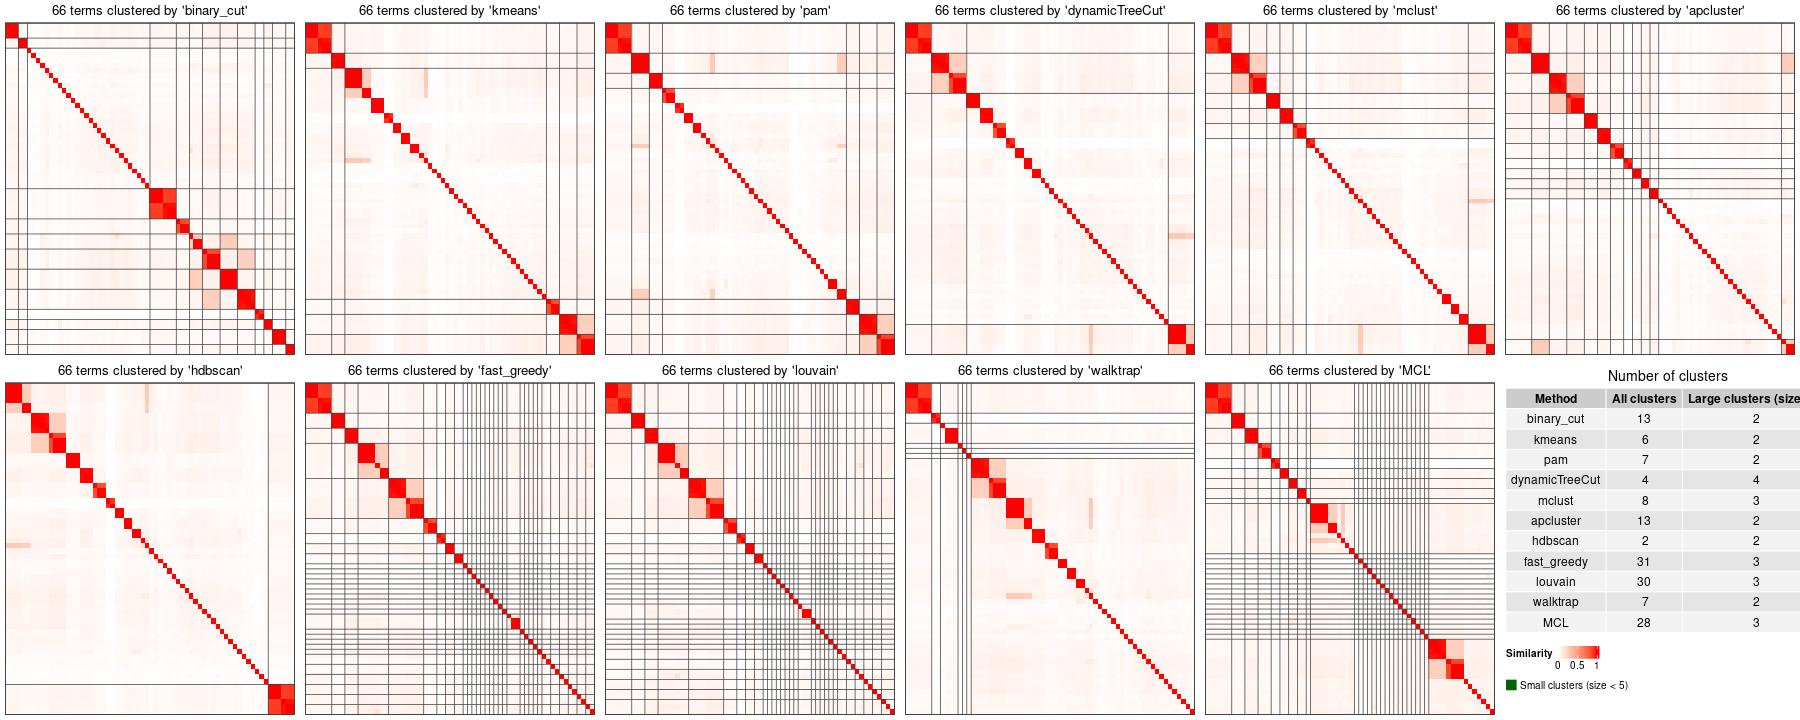 66 terms clustered by 'binary_cut'
66 terms clustered by 'kmeans'
66 terms clustered by 'pam'
66 terms clustered by 'dynamicTreeCut'
66 terms clustered by 'mclust'
66 terms clustered by 'apcluster'
66 terms clustered by 'hdbscan'
66 terms clustered by 'fast_greedy'
66 terms clustered by 'louvain'
66 terms clustered by 'walktrap'
66 terms clustered by 'MCL'
Number of clusters
Method All clusters Large clusters (size
binary_cut 13 2
kmeans 6 2
pam 7 2
dynamicTreeCut 4 4
mclust 8 3
apcluster 13 2
hdbscan 2 2
fast_greedy 31 3
louvain 30 3
walktrap 7 2
MCL 28 3
Similarity
0 0.5 1
Small clusters (size < 5)